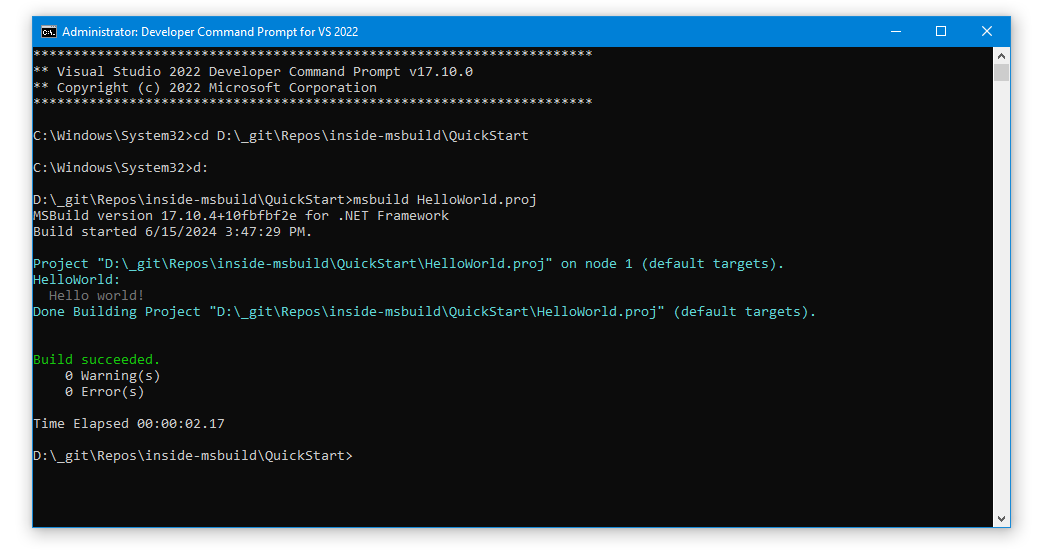 Administrator: Developer Command Prompt for VS 2022
**********************************************************************
** Visual Studio 2022 Developer Command Prompt v17.10.0
** Copyright (c) 2022 Microsoft Corporation
**********************************************************************
C:\Windows\System32>cd D:\_git\Repos\inside-msbuild\QuickStart
C:\Windows\System32>d:
D:\_git\Repos\inside-msbuild\QuickStart>msbuild HelloWorld.proj
MSBuild version 17.10.4+10fbfbf2e for .NET Framework
Build started 6/15/2024 3:47:29 PM.
Project "D:\_git\Repos\inside-msbuild\QuickStart\HelloWorld.proj" on node 1 (default targets).
HelloWorld:
  Hello world!
Done Building Project "D:\_git\Repos\inside-msbuild\QuickStart\HelloWorld.proj" (default targets).
Build succeeded.
    0 Warning(s)
    0 Error(s)
Time Elapsed 00:00:02.17
D:\_git\Repos\inside-msbuild\QuickStart>